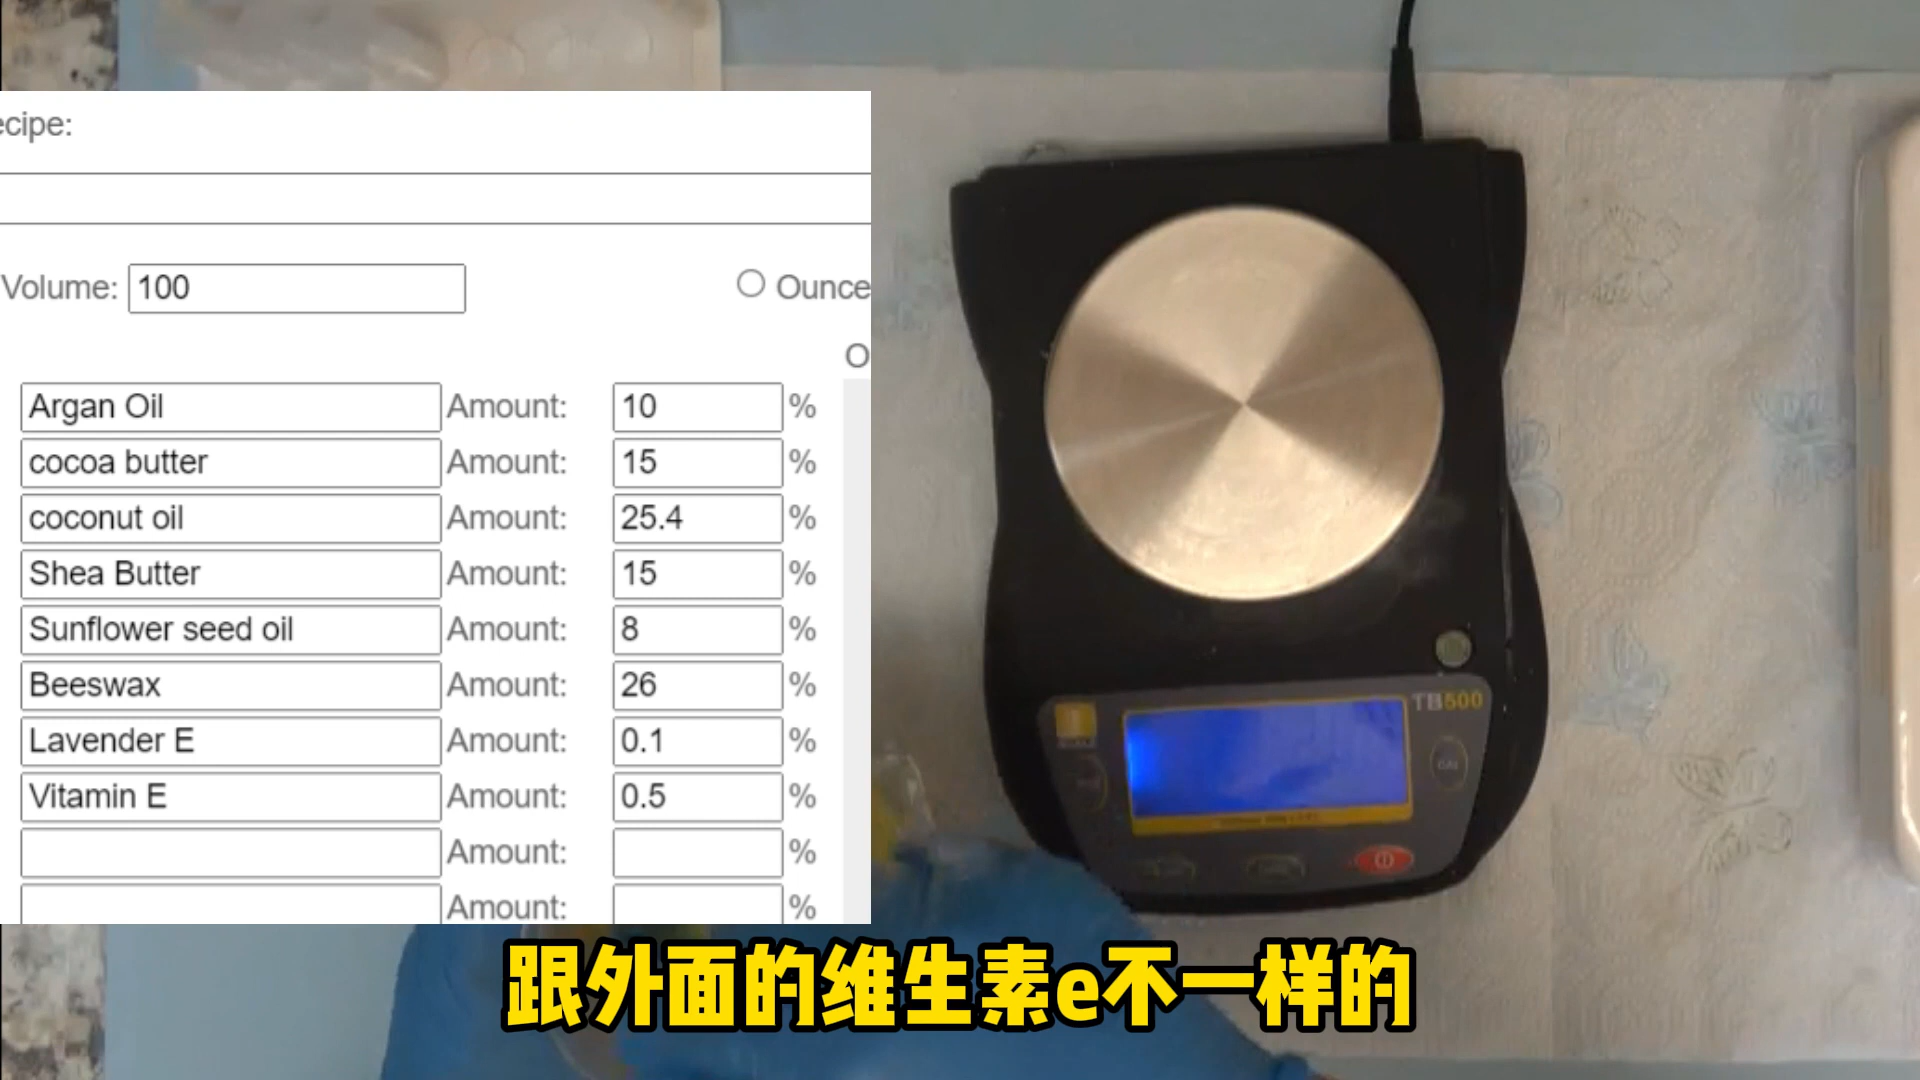 ecipe:
Volume: 100
Ounce
O
Argan Oil Amount: 10 %
cocoa butter Amount: 15 %
coconut oil Amount: 25.4 %
Shea Butter Amount: 15 %
Sunflower seed oil Amount: 8 %
Beeswax Amount: 26 %
Lavender E Amount: 0.1 %
Vitamin E Amount: 0.5 %
Amount: %
Amount: %
TB500
跟外面的维生素e不一样的